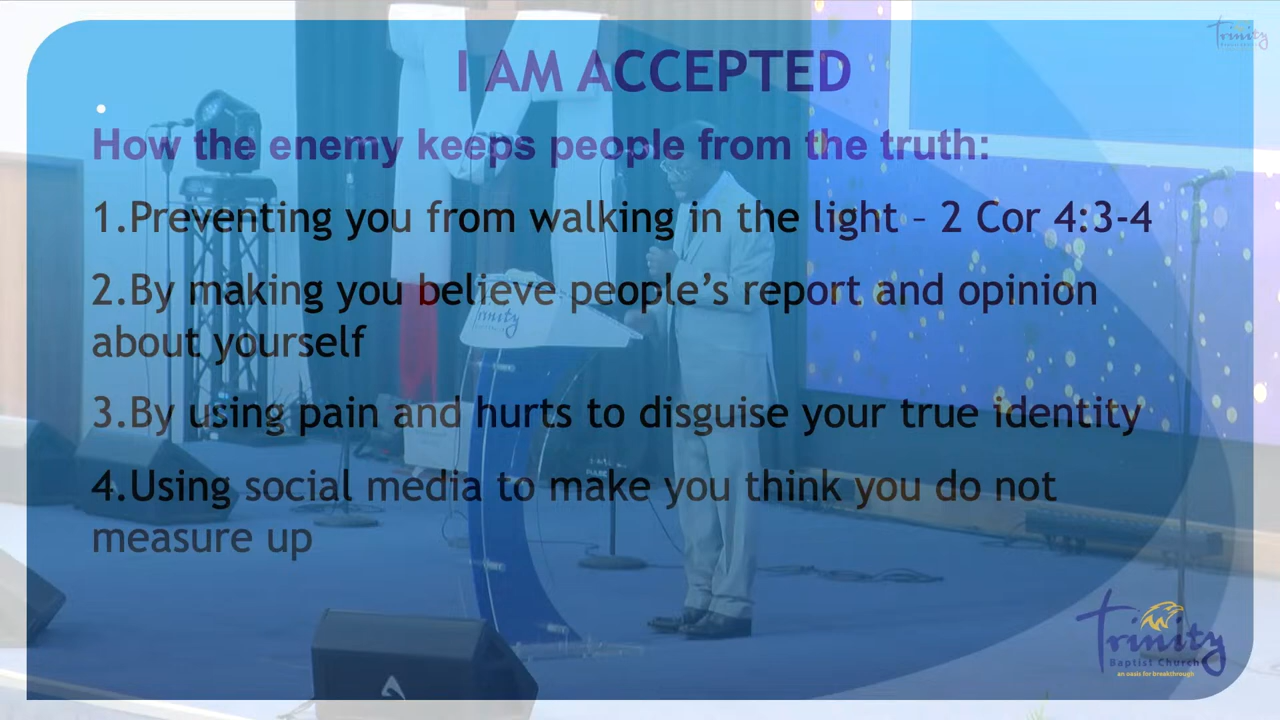 Trinity
I AM ACCEPTED
How the enemy keeps people from the truth:
1.Preventing you from walking in the light – 2 Cor 4:3-4
2.By making you believe people’s report and opinion
about yourself
3.By using pain and hurts to disguise your true identity
4.Using social media to make you think you do not
measure up
Trinity
Trinity
Baptist Church
an oasis for breakthrough